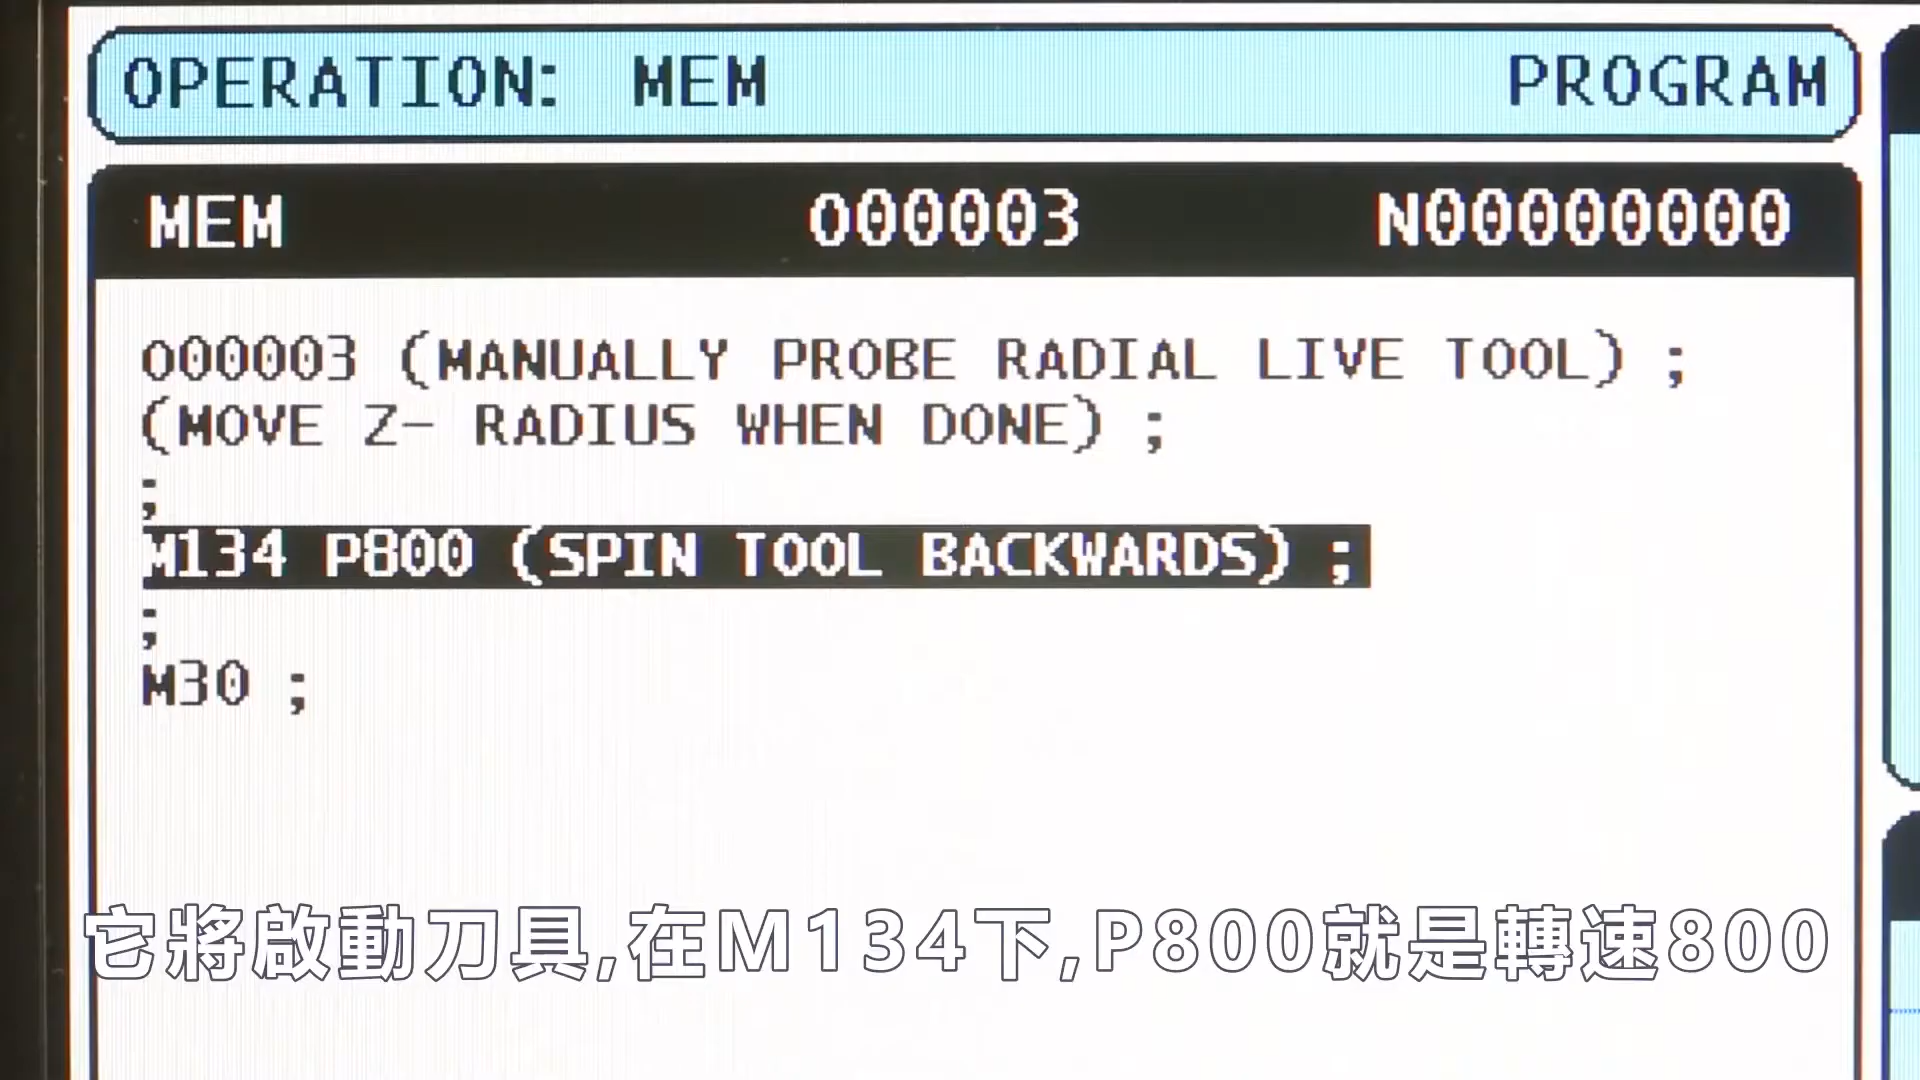 OPERATION: MEM PROGRAM
MEM O00003 N00000000
O00003 (MANUALLY PROBE RADIAL LIVE TOOL) ;
(MOVE Z- RADIUS WHEN DONE) ;
;
M134 P800 (SPIN TOOL BACKWARDS) ;
;
M30 ;
它將啟動刀具,在M134下,P800就是轉速800